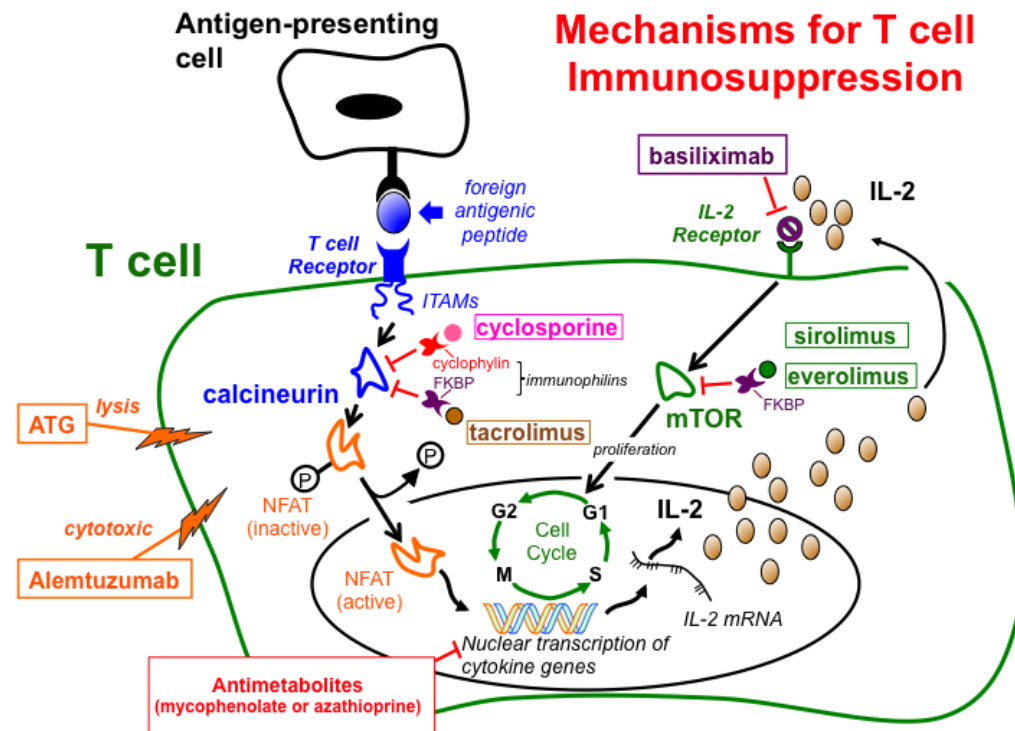 Antigen-presenting
cell
Mechanisms for T cell
Immunosuppression
basiliximab
IL-2
foreign
antigenic
peptide
IL-2
Receptor
T cell
T cell
Receptor
ITAMs
cyclosporine
cyclophylin
FKBP
immunophilins
calcineurin
tacrolimus
sirolimus
everolimus
FKBP
mTOR
proliferation
ATG
lysis
P
P
NFAT
(inactive)
cytotoxic
Alemtuzumab
NFAT
(active)
G2
G1
Cell
Cycle
M
S
IL-2
IL-2 mRNA
Nuclear transcription of
cytokine genes
Antimetabolites
(mycophenolate or azathioprine)